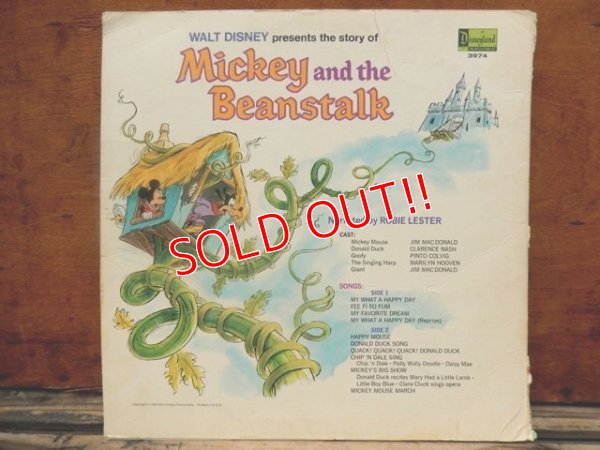 WALT DISNEY presents the story of
Disneyland
3974
Mickey and the
Beanstalk
SOLD OUT!!
Narrated by ROBIE LESTER
CAST:
Mickey Mouse JIM MACDONALD
Donald Duck CLARENCE NASH
Goofy PINTO COLVIG
The Singing Harp MARILYN HOOVEN
Giant JIM MACDONALD
SONGS:
SIDE 1
MY WHAT A HAPPY DAY
FEE FI FO FUM
MY FAVORITE DREAM
MY WHAT A HAPPY DAY (Reprise)
SIDE 2
HAPPY MOUSE
DONALD DUCK SONG
QUACK! QUACK! QUACK! DONALD DUCK
CHIP 'N DALE SING
Chip 'n Dale - Polly Wolly Doodle - Daisy Mae
MICKEY'S BIG SHOW
Donald Duck recites Mary Had a Little Lamb -
Little Boy Blue - Clara Cluck sings opera
MICKEY MOUSE MARCH